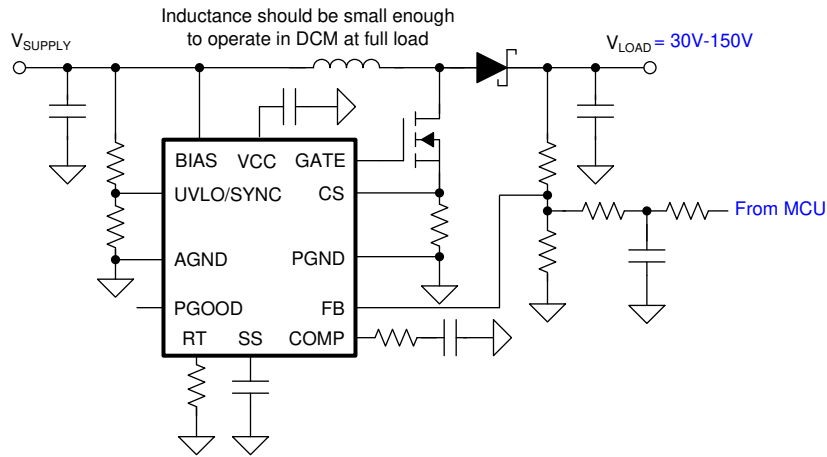 Inductance should be small enough
to operate in DCM at full load
VSUPPLY
VLOAD = 30V-150V
BIAS VCC GATE
UVLO/SYNC CS
From MCU
AGND PGND
PGOOD FB
RT SS COMP